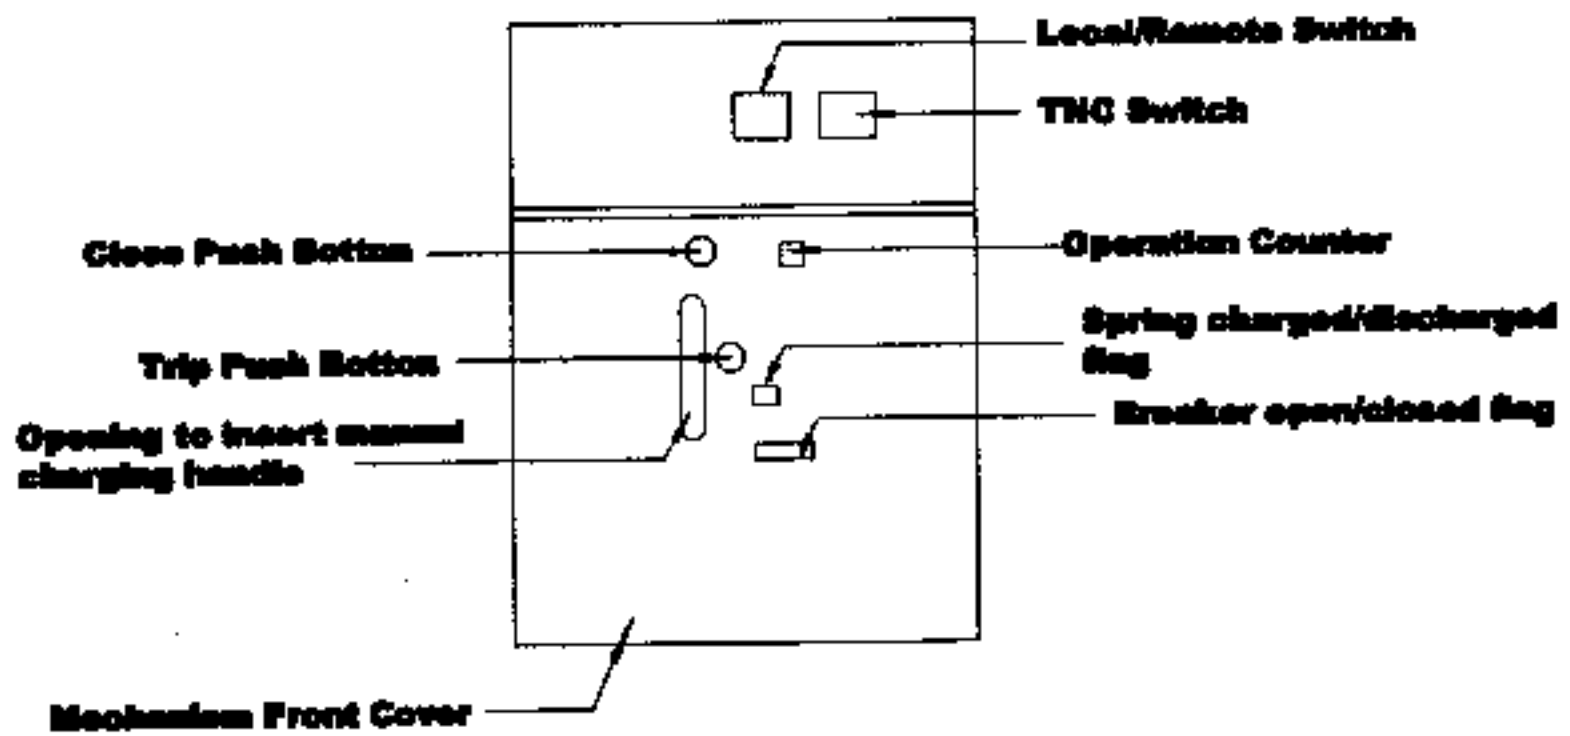 Local/Remote Switch
TNC Switch
Close Push Botton
Operation Counter
Spring charged/discharged
flag
Trip Push Botton
Breaker open/closed flag
Opening to insert manual
charging handle
Mechanism Front Cover